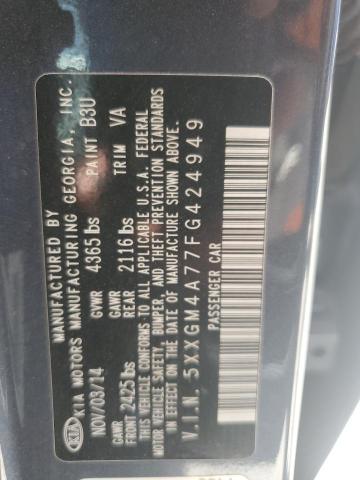 MANUFACTURED BY
KIA KIA MOTORS MANUFACTURING GEORGIA, INC.
NOV/03/14 GVWR 4365 lbs PAINT B3U
GAWR FRONT 2425 lbs GAWR REAR 2116 lbs TRIM VA
THIS VEHICLE CONFORMS TO ALL APPLICABLE U.S.A. FEDERAL
MOTOR VEHICLE SAFETY, BUMPER, AND THEFT PREVENTION STANDARDS
IN EFFECT ON THE DATE OF MANUFACTURE SHOWN ABOVE.
V.I.N. 5XXGM4A77FG424949
PASSENGER CAR